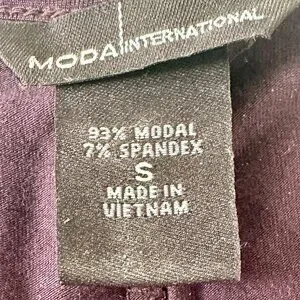 MODA INTERNATIONAL
93% MODAL
7% SPANDEX
S
MADE IN
VIETNAM